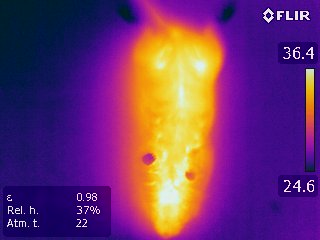 FLIR
36.4
24.6
ε 0.98
Rel. h. 37%
Atm. t. 22